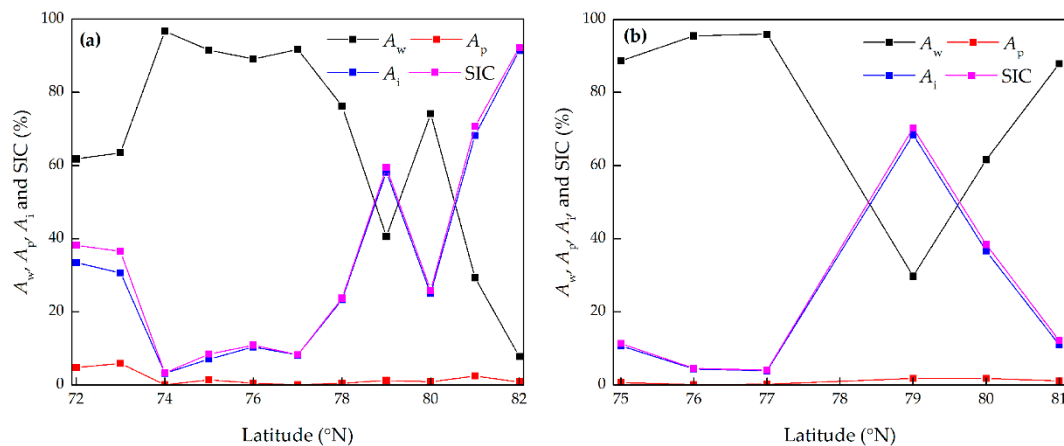 100
80
60
40
20
0
A_w, A_p, A_i and SIC (%)
(a)
A_w A_p
A_i SIC
72 74 76 78 80 82
Latitude (°N)
100
80
60
40
20
0
A_w, A_p, A_i, and SIC (%)
(b)
A_w A_p
A_i SIC
75 76 77 78 79 80 81
Latitude (°N)